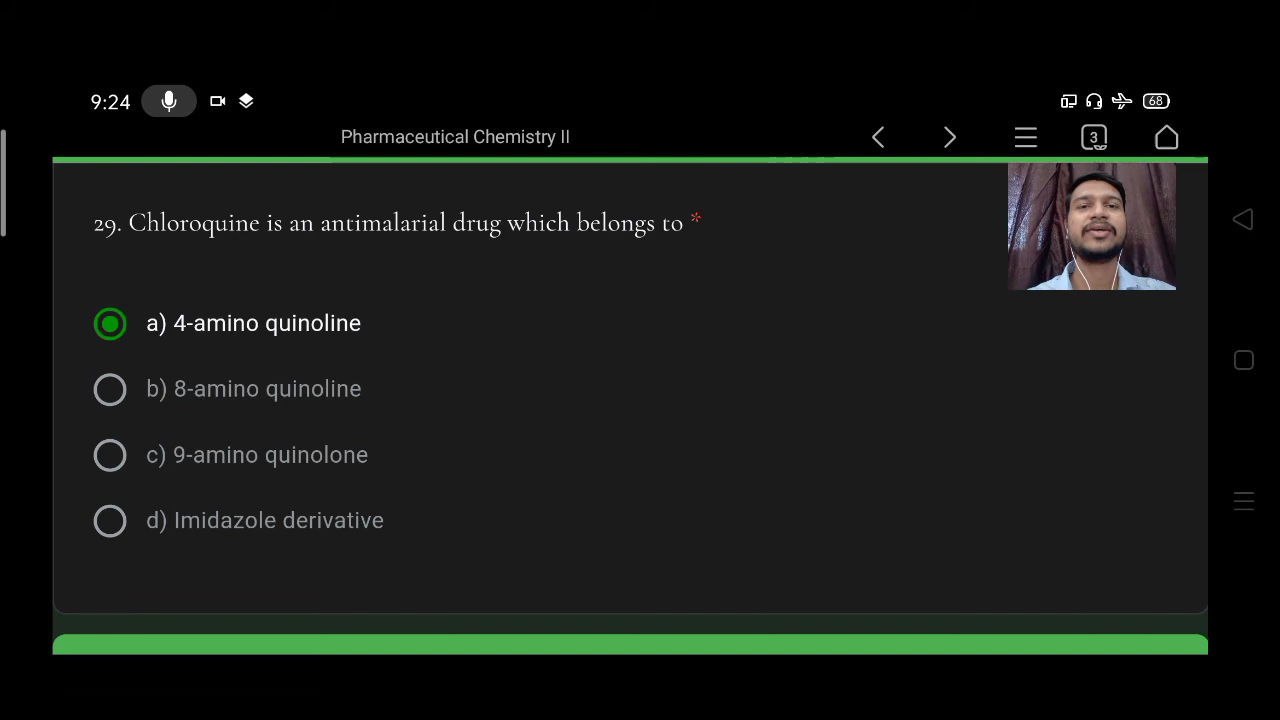 9:24
68
Pharmaceutical Chemistry II
3
29. Chloroquine is an antimalarial drug which belongs to *
a) 4-amino quinoline
b) 8-amino quinoline
c) 9-amino quinolone
d) Imidazole derivative